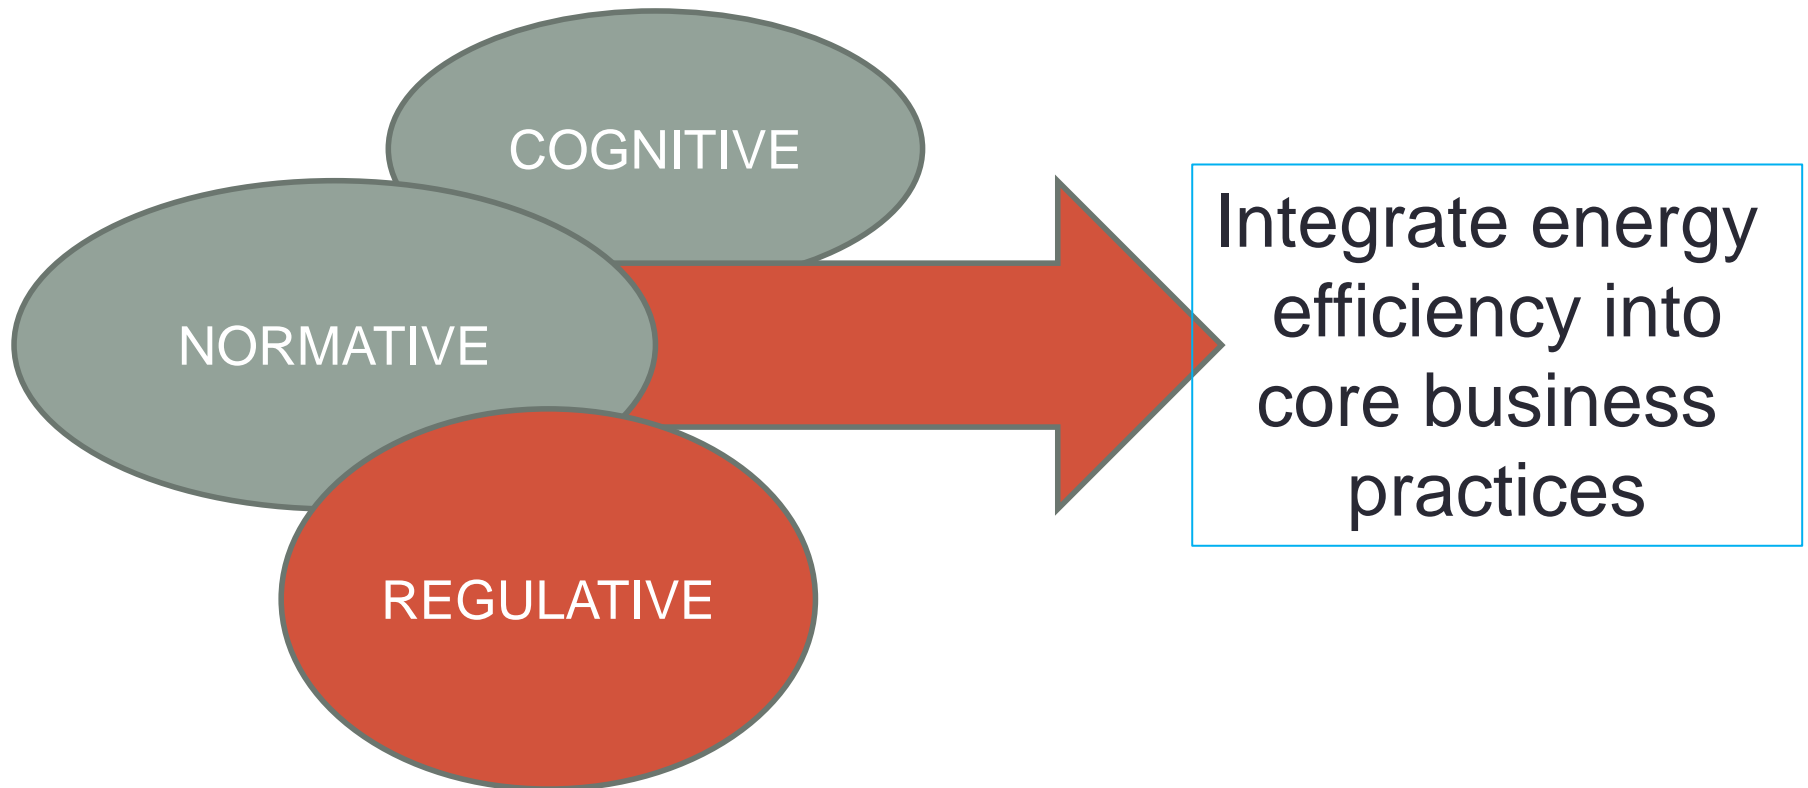 COGNITIVE
NORMATIVE
REGULATIVE
Integrate energy
efficiency into
core business
practices